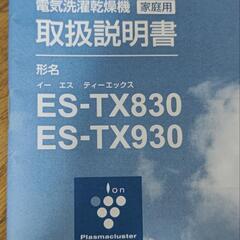 電気洗濯乾燥機 家庭用
取扱説明書
形名
イー エス ティーエックス
ES-TX830
ES-TX930
ion
Plasmacluster